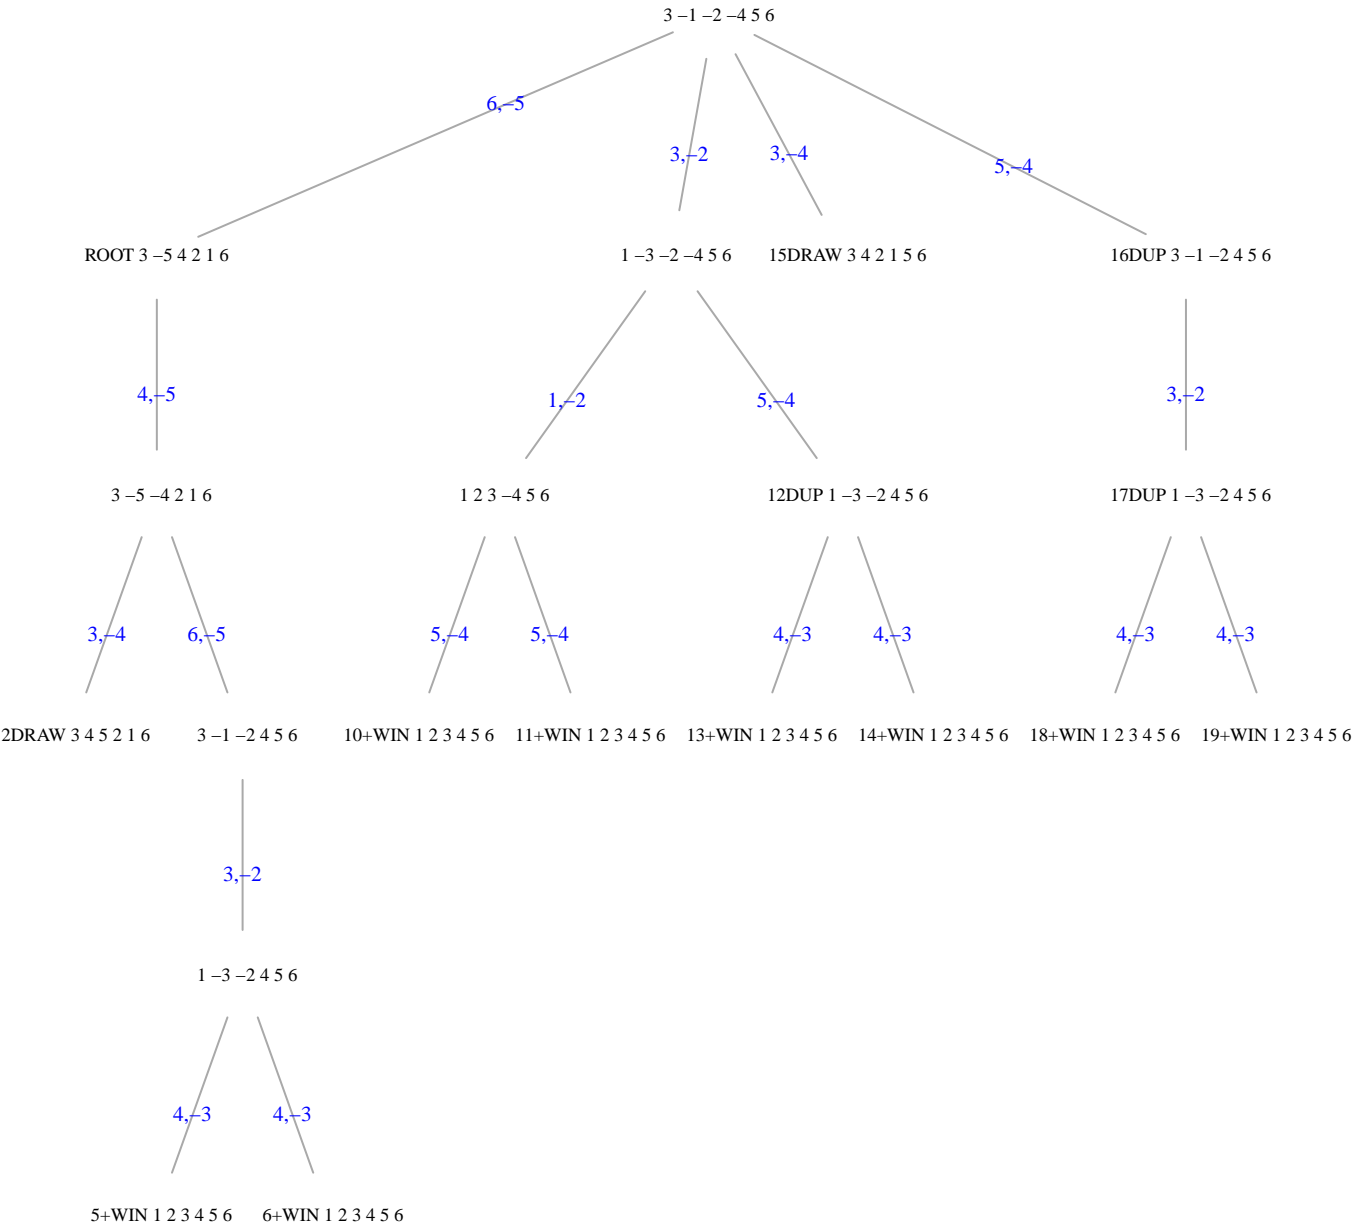 3 –1 –2 –4 5 6
6,–5
3,–2
3,–4
5,–4
ROOT 3 –5 4 2 1 6
1 –3 –2 –4 5 6
15DRAW 3 4 2 1 5 6
16DUP 3 –1 –2 4 5 6
4,–5
1,–2
5,–4
3,–2
3 –5 –4 2 1 6
1 2 3 –4 5 6
12DUP 1 –3 –2 4 5 6
17DUP 1 –3 –2 4 5 6
3,–4
6,–5
5,–4
5,–4
4,–3
4,–3
4,–3
4,–3
2DRAW 3 4 5 2 1 6
3 –1 –2 4 5 6
10+WIN 1 2 3 4 5 6
11+WIN 1 2 3 4 5 6
13+WIN 1 2 3 4 5 6
14+WIN 1 2 3 4 5 6
18+WIN 1 2 3 4 5 6
19+WIN 1 2 3 4 5 6
3,–2
1 –3 –2 4 5 6
4,–3
4,–3
5+WIN 1 2 3 4 5 6
6+WIN 1 2 3 4 5 6